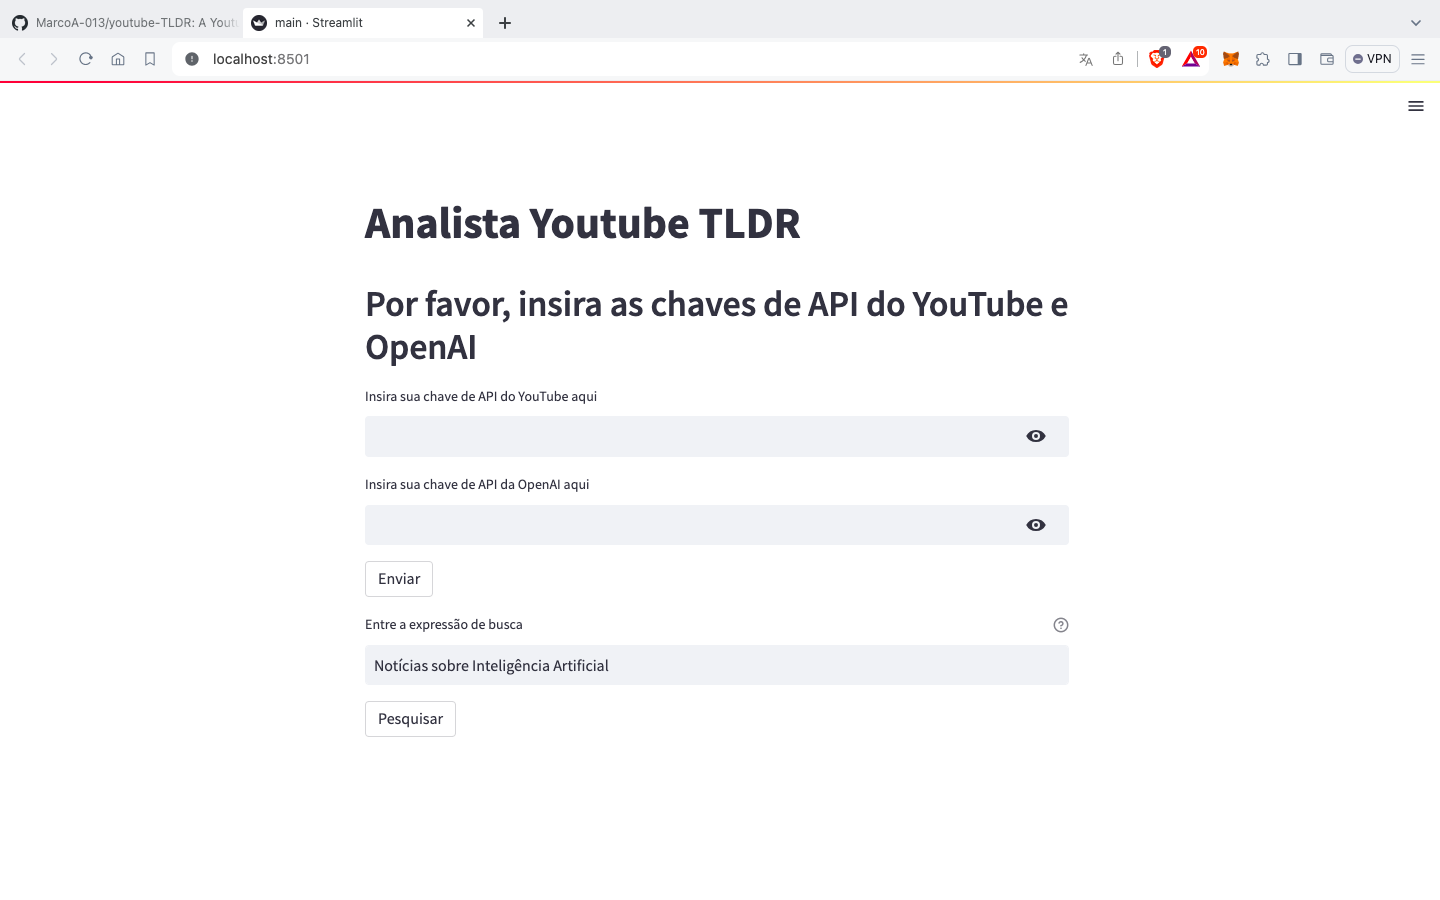 MarcoA-013/youtube-TLDR: A Yout
main · Streamlit
localhost:8501
1
10
VPN
Analista Youtube TLDR
Por favor, insira as chaves de API do YouTube e
OpenAI
Insira sua chave de API do YouTube aqui
Insira sua chave de API da OpenAI aqui
Enviar
Entre a expressão de busca
Notícias sobre Inteligência Artificial
Pesquisar